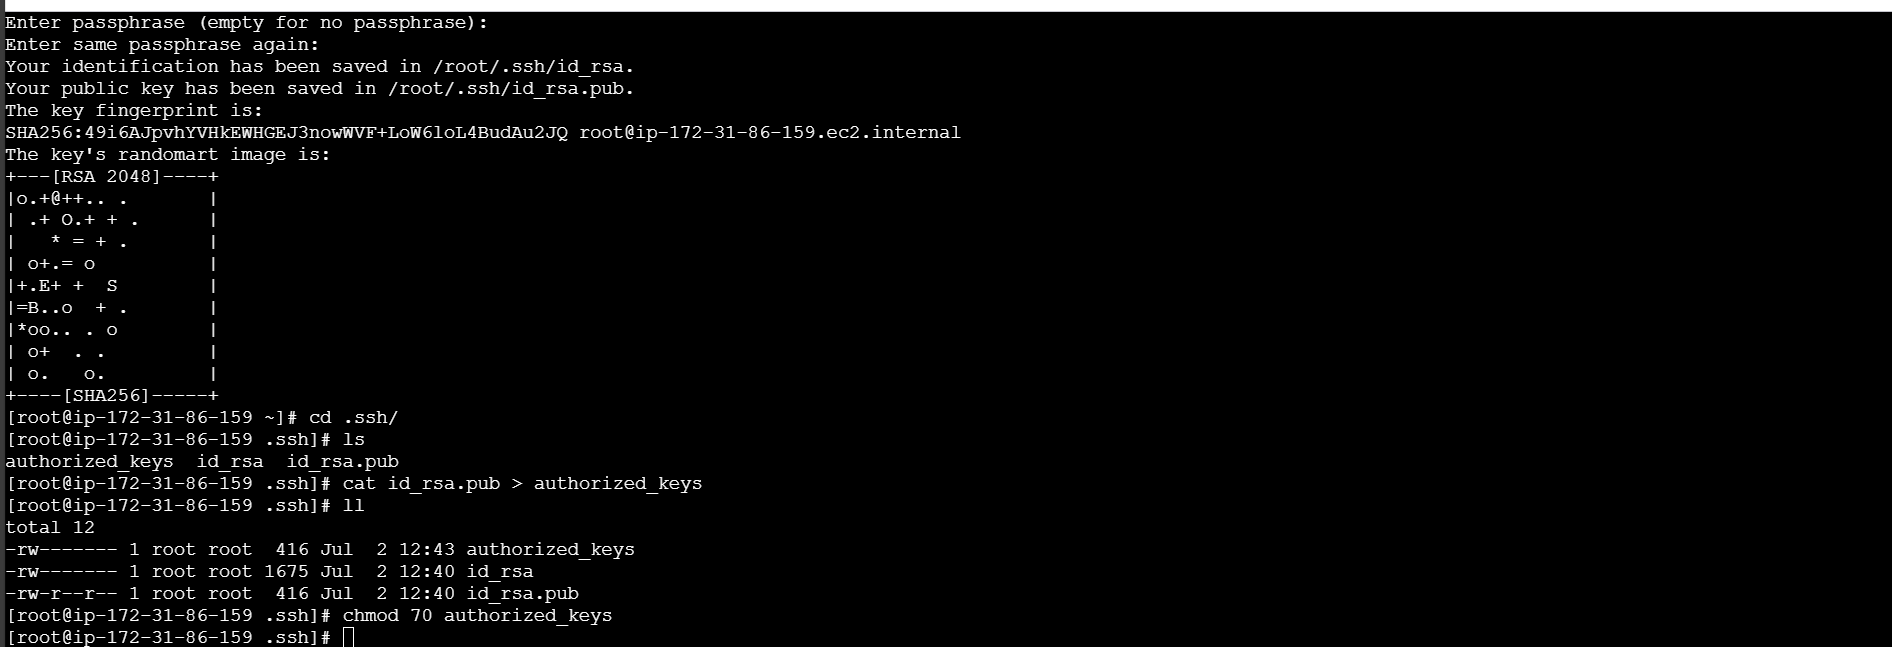 Enter passphrase (empty for no passphrase):
Enter same passphrase again:
Your identification has been saved in /root/.ssh/id_rsa.
Your public key has been saved in /root/.ssh/id_rsa.pub.
The key fingerprint is:
SHA256:49i6AJpvhYVHkEWHGEJ3nowWVF+LoW6loL4BudAu2JQ root@ip-172-31-86-159.ec2.internal
The key's randomart image is:
+---[RSA 2048]----+
|o.+@++.. .       |
| .+ O.+ + .      |
|   * = + .       |
| o+.= o          |
|+.E+ +  S        |
|=B..o  + .       |
|*oo.. . o        |
| o+  . .         |
| o.   o.         |
+----[SHA256]-----+
[root@ip-172-31-86-159 ~]# cd .ssh/
[root@ip-172-31-86-159 .ssh]# ls
authorized_keys  id_rsa  id_rsa.pub
[root@ip-172-31-86-159 .ssh]# cat id_rsa.pub > authorized_keys
[root@ip-172-31-86-159 .ssh]# ll
total 12
-rw------- 1 root root  416 Jul  2 12:43 authorized_keys
-rw------- 1 root root 1675 Jul  2 12:40 id_rsa
-rw-r--r-- 1 root root  416 Jul  2 12:40 id_rsa.pub
[root@ip-172-31-86-159 .ssh]# chmod 70 authorized_keys
[root@ip-172-31-86-159 .ssh]#